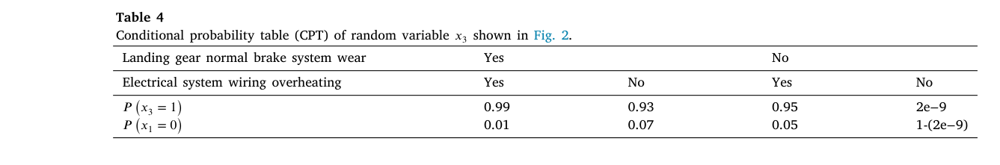 Table 4
Conditional probability table (CPT) of random variable x₃ shown in Fig. 2.
Landing gear normal brake system wear Yes No
Electrical system wiring overheating Yes No Yes No
P (x₃ = 1) 0.99 0.93 0.95 2e−9
P (x₁ = 0) 0.01 0.07 0.05 1-(2e−9)